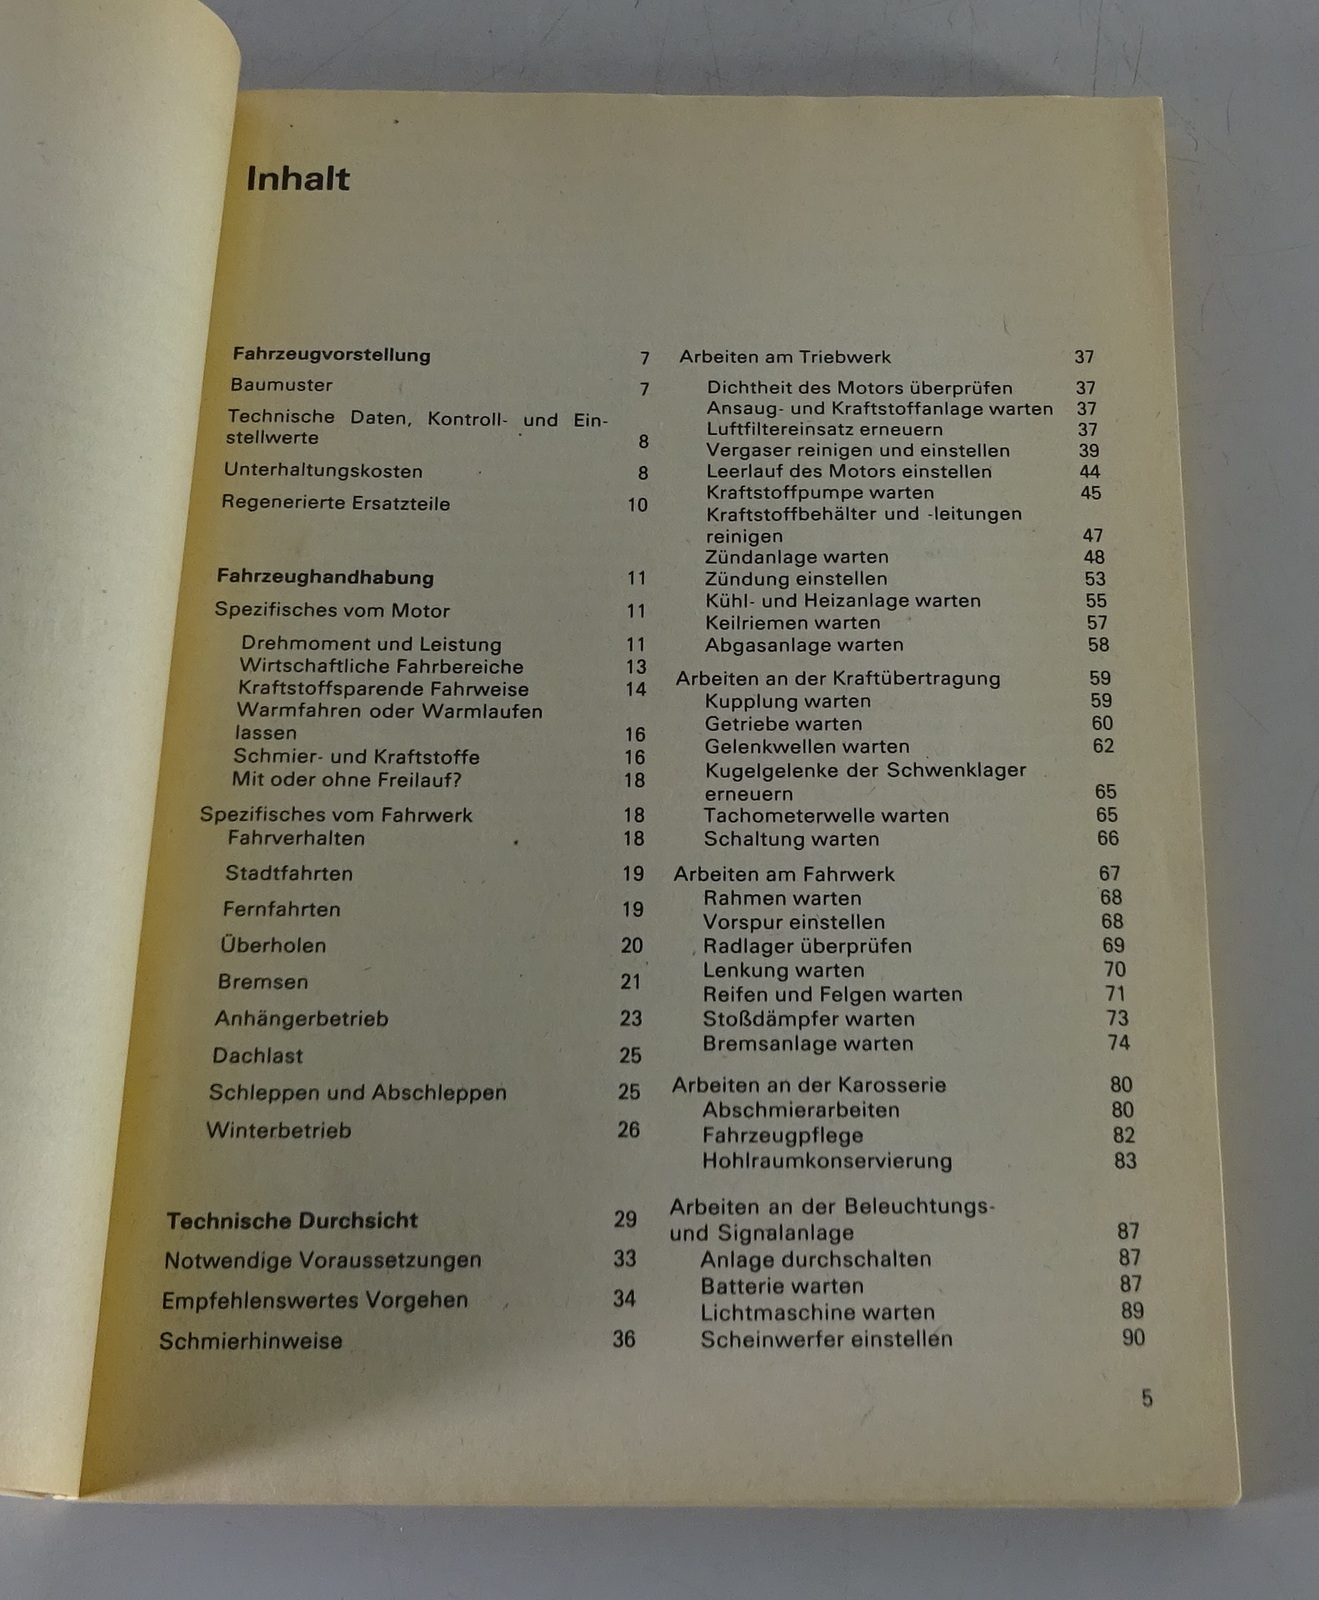 Inhalt
Fahrzeugvorstellung 7
Baumuster 7
Technische Daten, Kontroll- und Ein-
stellwerte 8
Unterhaltungskosten 8
Regenerierte Ersatzteile 10
Fahrzeughandhabung 11
Spezifisches vom Motor 11
Drehmoment und Leistung 11
Wirtschaftliche Fahrbereiche 13
Kraftstoffsparende Fahrweise 14
Warmfahren oder Warmlaufen
lassen 16
Schmier- und Kraftstoffe 16
Mit oder ohne Freilauf? 18
Spezifisches vom Fahrwerk 18
Fahrverhalten 18
Stadtfahrten 19
Fernfahrten 19
Überholen 20
Bremsen 21
Anhängerbetrieb 23
Dachlast 25
Schleppen und Abschleppen 25
Winterbetrieb 26
Technische Durchsicht 29
Notwendige Voraussetzungen 33
Empfehlenswertes Vorgehen 34
Schmierhinweise 36
Arbeiten am Triebwerk 37
Dichtheit des Motors überprüfen 37
Ansaug- und Kraftstoffanlage warten 37
Luftfiltereinsatz erneuern 37
Vergaser reinigen und einstellen 39
Leerlauf des Motors einstellen 44
Kraftstoffpumpe warten 45
Kraftstoffbehälter und -leitungen
reinigen 47
Zündanlage warten 48
Zündung einstellen 53
Kühl- und Heizanlage warten 55
Keilriemen warten 57
Abgasanlage warten 58
Arbeiten an der Kraftübertragung 59
Kupplung warten 59
Getriebe warten 60
Gelenkwellen warten 62
Kugelgelenke der Schwenklager
erneuern 65
Tachometerwelle warten 65
Schaltung warten 66
Arbeiten am Fahrwerk 67
Rahmen warten 68
Vorspur einstellen 68
Radlager überprüfen 69
Lenkung warten 70
Reifen und Felgen warten 71
Stoßdämpfer warten 73
Bremsanlage warten 74
Arbeiten an der Karosserie 80
Abschmierarbeiten 80
Fahrzeugpflege 82
Hohlraumkonservierung 83
Arbeiten an der Beleuchtungs-
und Signalanlage 87
Anlage durchschalten 87
Batterie warten 87
Lichtmaschine warten 89
Scheinwerfer einstellen 90
5